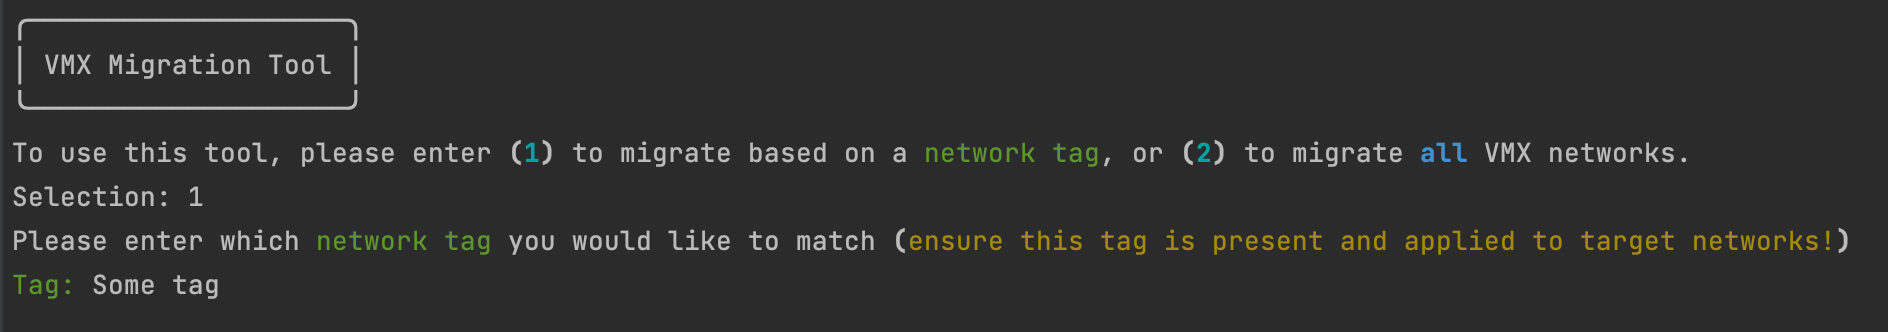 VMX Migration Tool
To use this tool, please enter (1) to migrate based on a network tag, or (2) to migrate all VMX networks.
Selection: 1
Please enter which network tag you would like to match (ensure this tag is present and applied to target networks!)
Tag: Some tag